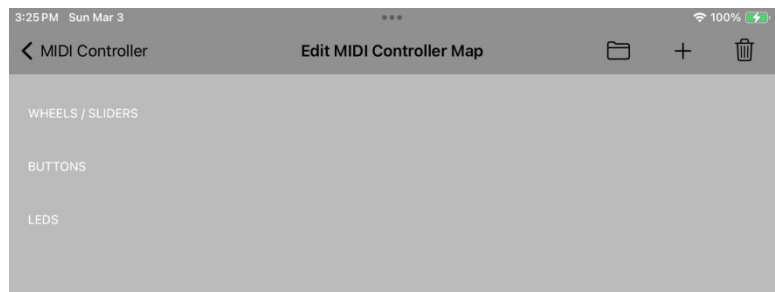 3:25 PM Sun Mar 3 100%
MIDI Controller Edit MIDI Controller Map
WHEELS / SLIDERS
BUTTONS
LEDS